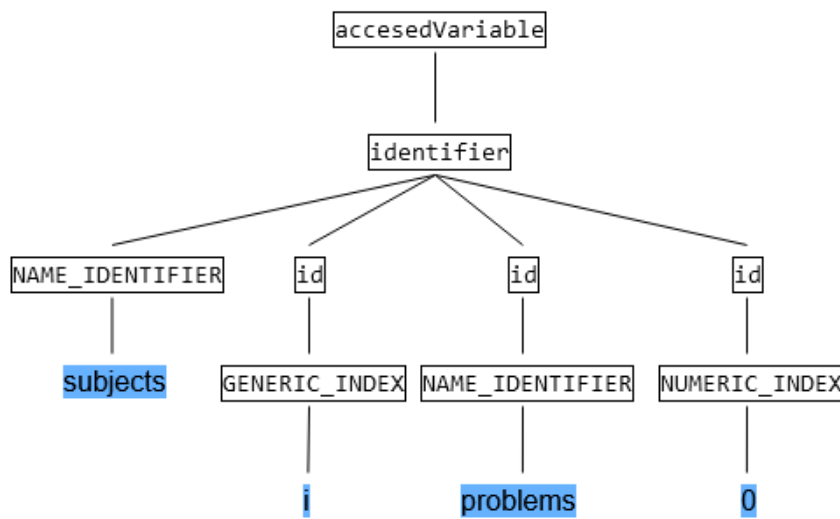 accesedVariable
identifier
NAME_IDENTIFIER id id id
subjects
GENERIC_INDEX NAME_IDENTIFIER NUMERIC_INDEX
i problems 0